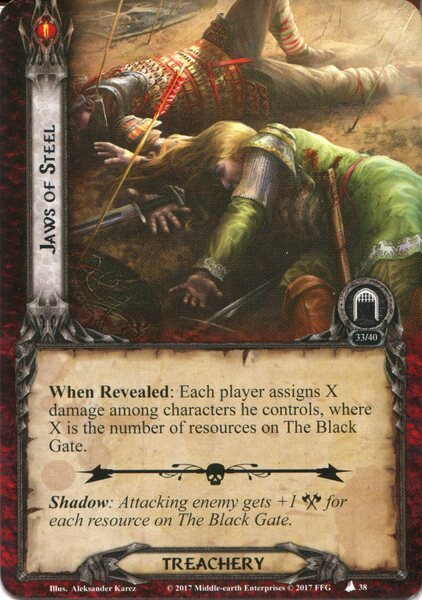 JAWS OF STEEL
33/40
When Revealed: Each player assigns X
damage among characters he controls, where
X is the number of resources on The Black
Gate.
Shadow: Attacking enemy gets +1 for
each resource on The Black Gate.
TREACHERY
Illus. Aleksander Karcz © 2017 Middle-earth Enterprises © 2017 FFG 38